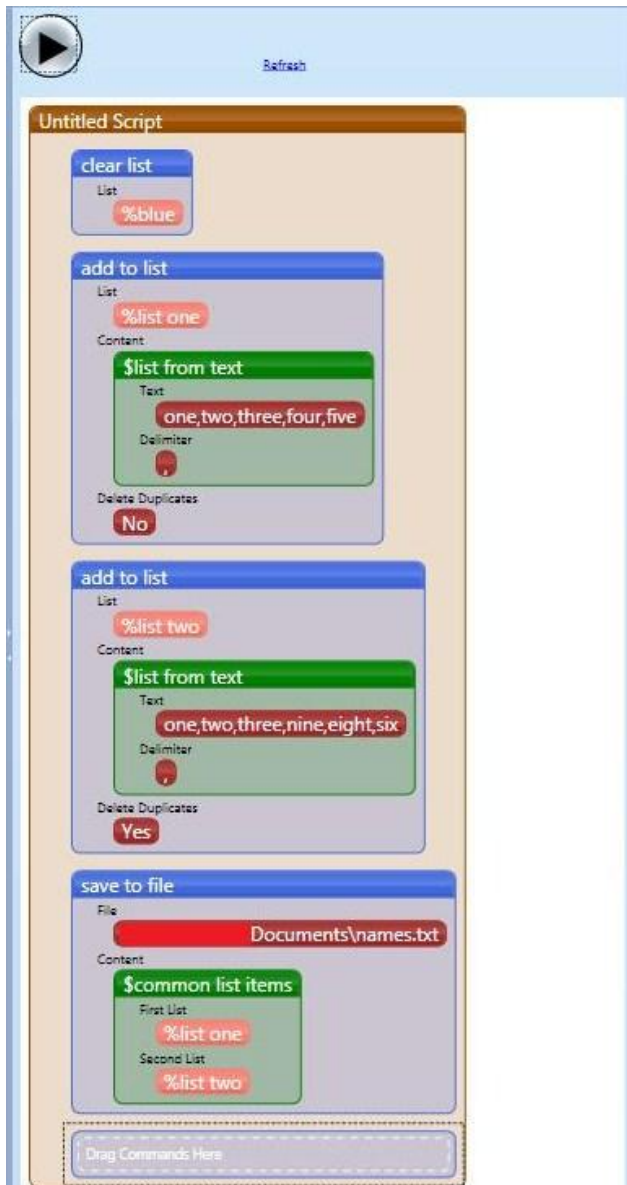 Refresh
Untitled Script
clear list
List
%blue
add to list
List
%list one
Content
$list from text
Text
one,two,three,four,five
Delimiter
,
Delete Duplicates
No
add to list
List
%list two
Content
$list from text
Text
one,two,three,nine,eight,six
Delimiter
,
Delete Duplicates
Yes
save to file
File
Documents\names.txt
Content
$common list items
First List
%list one
Second List
%list two
Drag Commands Here